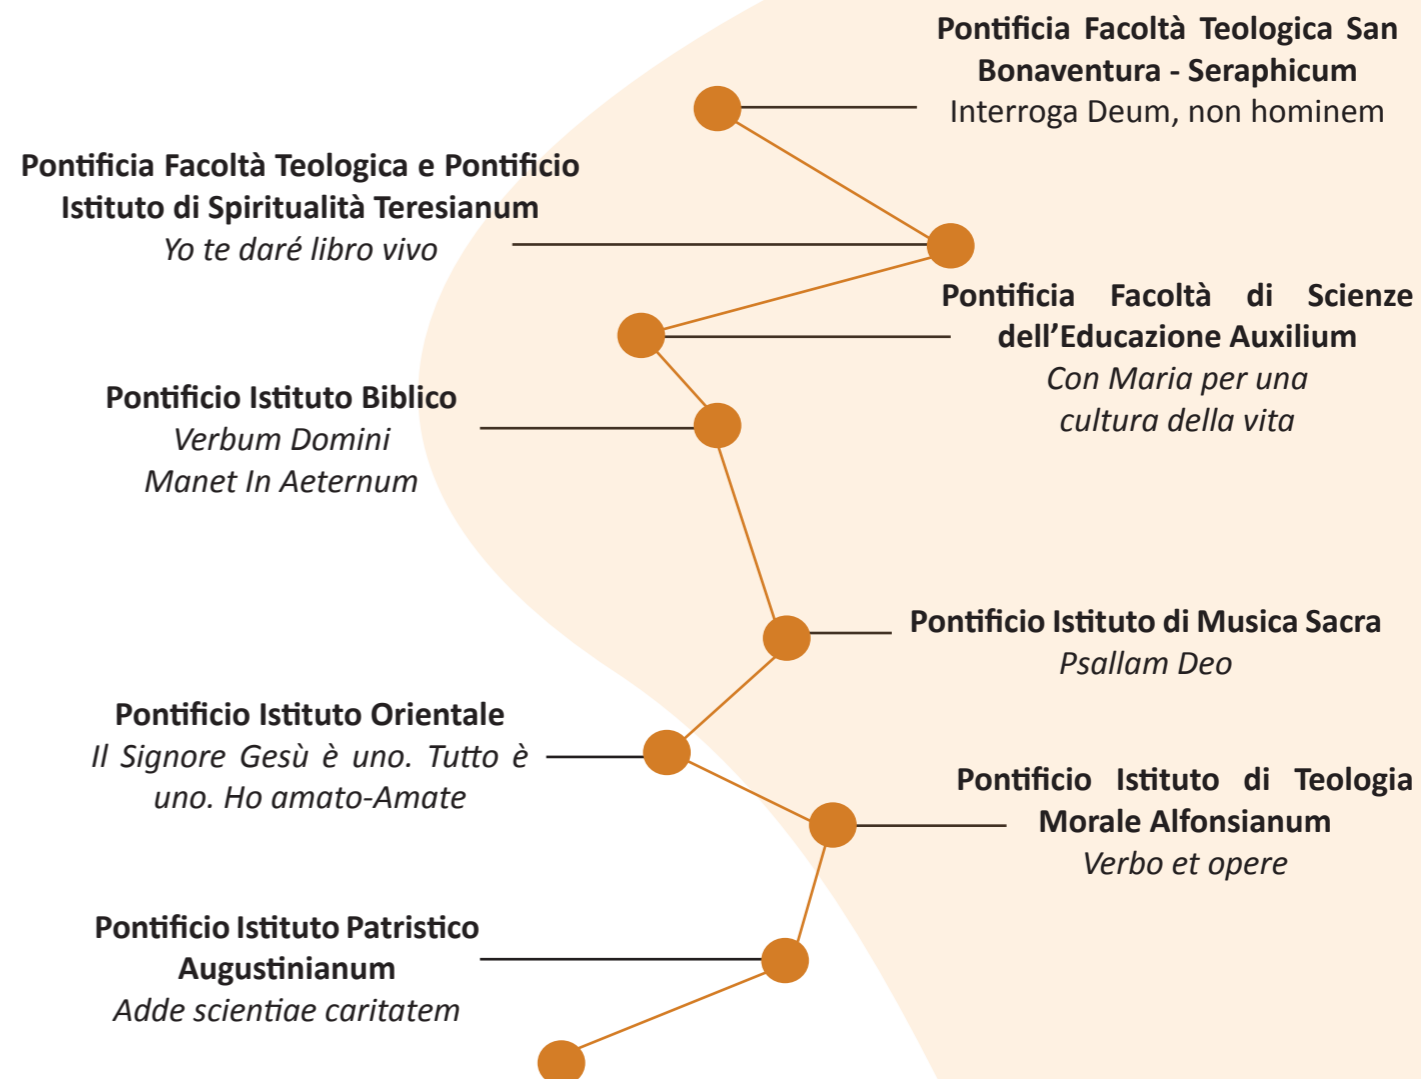 Pontificia Facoltà Teologica San
Bonaventura - Seraphicum
Interroga Deum, non hominem
Pontificia Facoltà Teologica e Pontificio
Istituto di Spiritualità Teresianum
Yo te daré libro vivo
Pontificia Facoltà di Scienze
dell’Educazione Auxilium
Con Maria per una
cultura della vita
Pontificio Istituto Biblico
Verbum Domini
Manet In Aeternum
Pontificio Istituto di Musica Sacra
Psallam Deo
Pontificio Istituto Orientale
Il Signore Gesù è uno. Tutto è
uno. Ho amato-Amate
Pontificio Istituto di Teologia
Morale Alfonsianum
Verbo et opere
Pontificio Istituto Patristico
Augustinianum
Adde scientiae caritatem